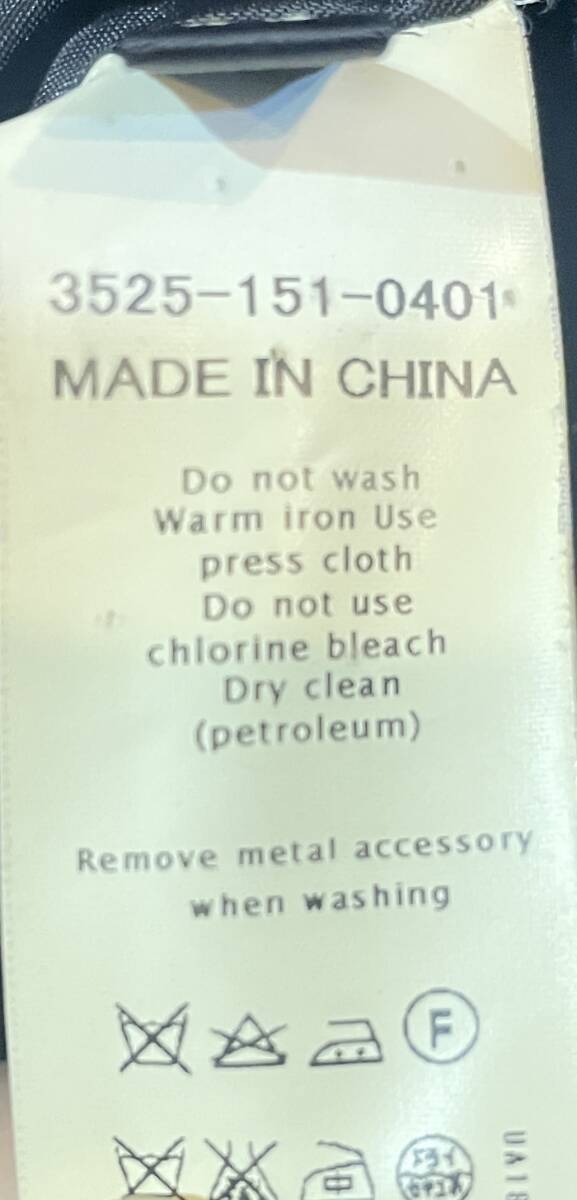 3525-151-0401
MADE IN CHINA
Do not wash
Warm iron Use
press cloth
Do not use
chlorine bleach
Dry clean
(petroleum)
Remove metal accessory
when washing
F